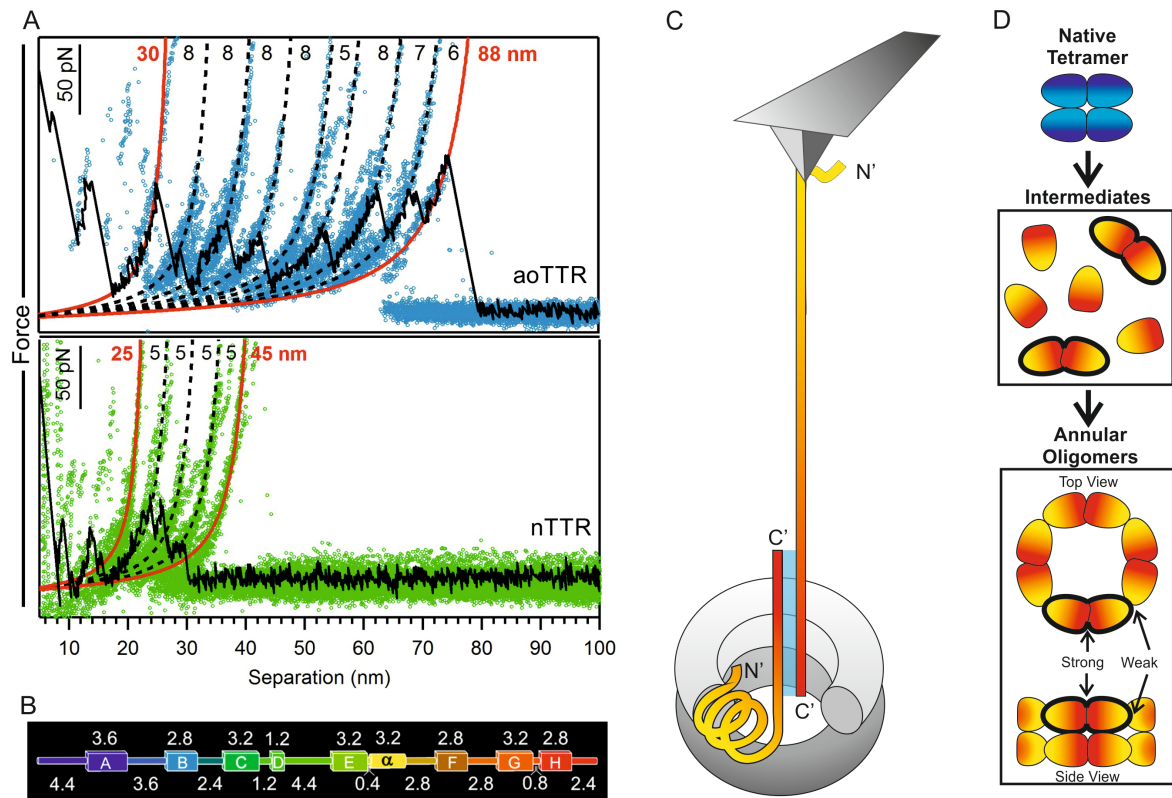 A
Force
50 pN
30 8 8 8 8 5 8 7 6 88 nm
aoTTR
50 pN
25 5 5 5 5 45 nm
nTTR
10 20 30 40 50 60 70 80 90 100
Separation (nm)
B
3.6 2.8 3.2 1.2 3.2 3.2 2.8 3.2 2.8
A B C D E α F G H
4.4 3.6 2.4 1.2 4.4 0.4 2.8 2.8 0.8 2.4
C
N'
C'
N'
C'
D
Native
Tetramer
Intermediates
Annular
Oligomers
Top View
Strong Weak
Side View